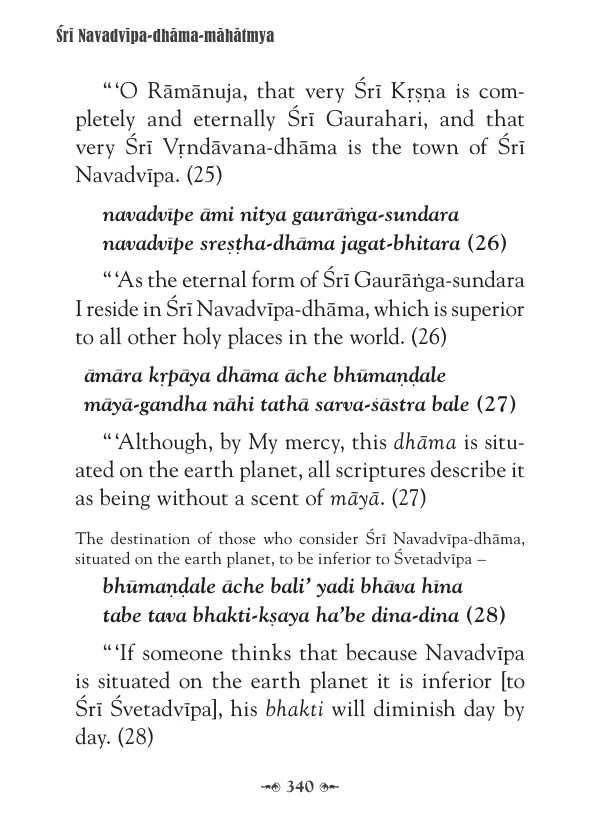 Śrī Navadvīpa-dhāma-māhātmya
“ ‘O Rāmānuja, that very Śrī Kṛṣṇa is com-
pletely and eternally Śrī Gaurahari, and that
very Śrī Vṛndāvana-dhāma is the town of Śrī
Navadvīpa. (25)
navadvīpe āmi nitya gaurāṅga-sundara
navadvīpe sreṣṭha-dhāma jagat-bhitara (26)
“ ‘As the eternal form of Śrī Gaurāṅga-sundara
I reside in Śrī Navadvīpa-dhāma, which is superior
to all other holy places in the world. (26)
āmāra kṛpāya dhāma āche bhūmaṇḍale
māyā-gandha nāhi tathā sarva-śāstra bale (27)
“ ‘Although, by My mercy, this dhāma is situ-
ated on the earth planet, all scriptures describe it
as being without a scent of māyā. (27)
The destination of those who consider Śrī Navadvīpa-dhāma,
situated on the earth planet, to be inferior to Śvetadvīpa –
bhūmaṇḍale āche bali’ yadi bhāva hīna
tabe tava bhakti-kṣaya ha’be dina-dina (28)
“ ‘If someone thinks that because Navadvīpa
is situated on the earth planet it is inferior [to
Śrī Śvetadvīpa], his bhakti will diminish day by
day. (28)
340